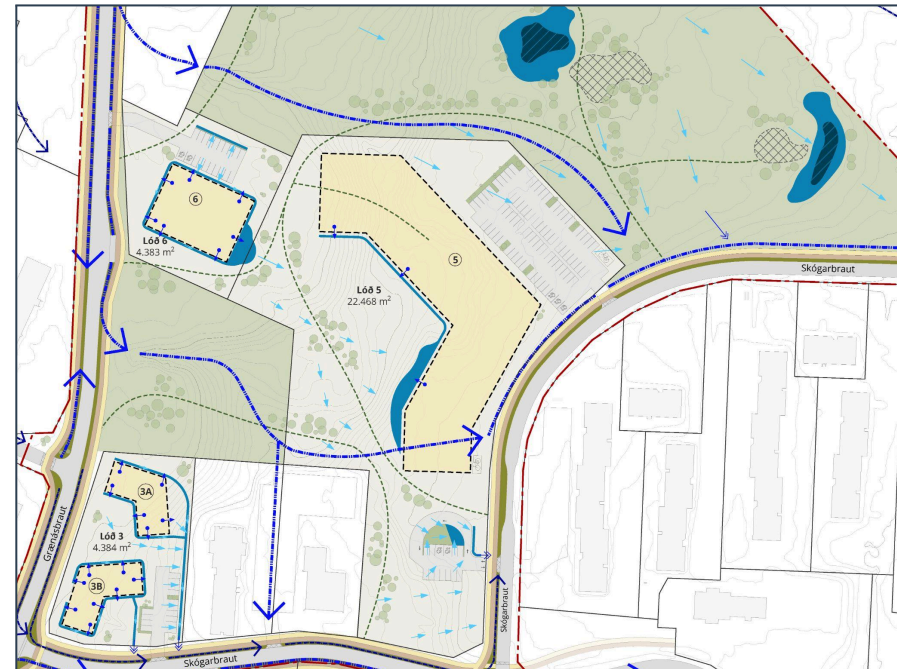 6
Lóð 6
4.383 m²
5
Lóð 5
22.468 m²
Skógarbraut
3A
Lóð 3
4.384 m²
3B
Grænásbraut
Skógarbraut
Skógarbraut